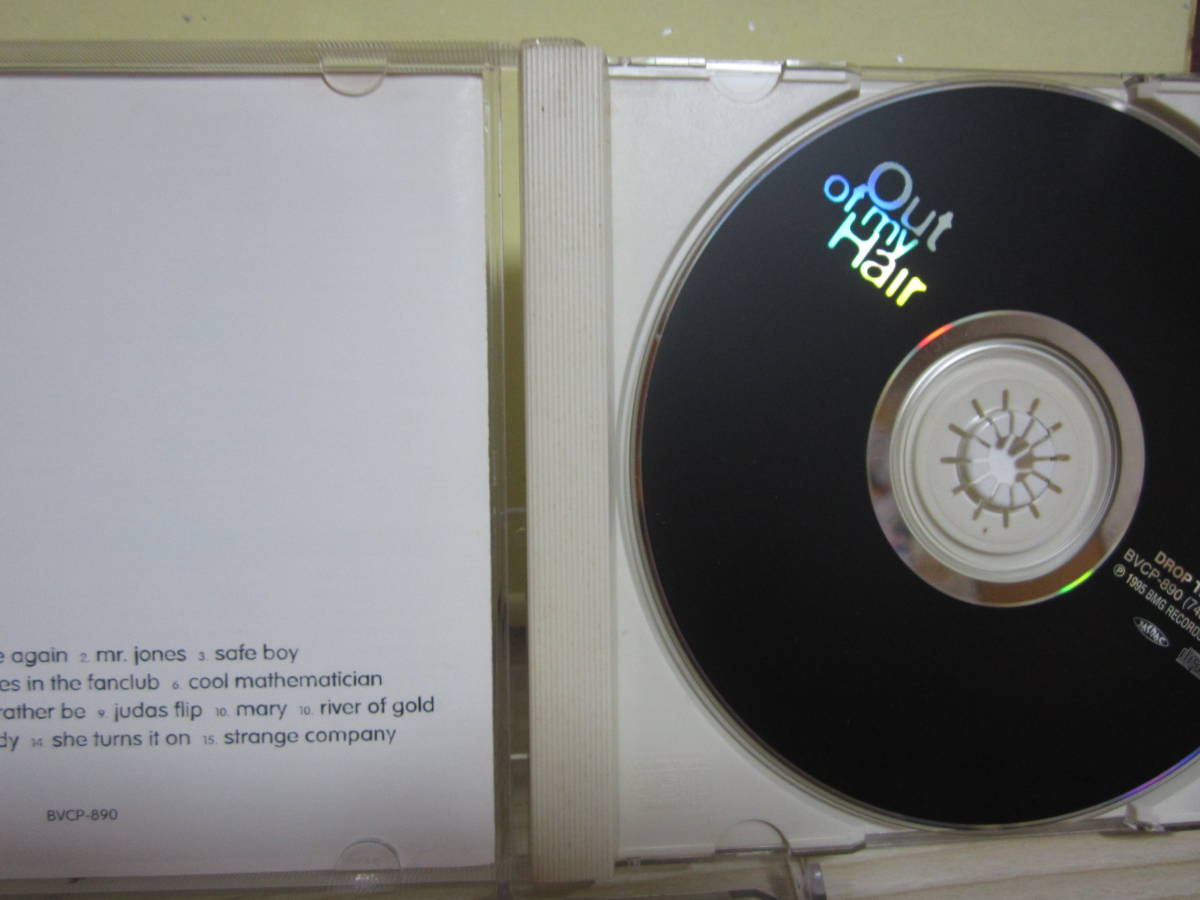 e again 2. mr. jones 3. safe boy
es in the fanclub 6. cool mathematician
rather be 9. judas flip 10. mary 10. river of gold
dy 14. she turns it on 15. strange company
BVCP-890
Out
of my
Hair
DROP T
BVCP-890 (74
℗ 1995 BMG RECORD